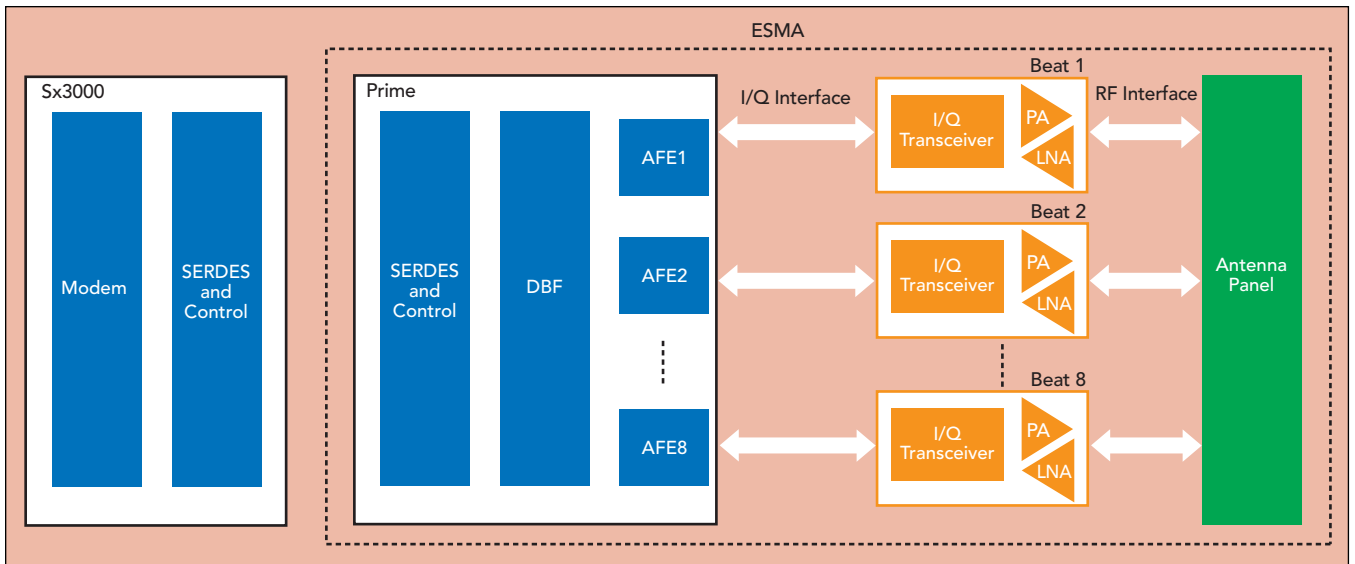 ESMA
Sx3000
Modem
SERDES
and
Control
Prime
SERDES
and
Control
DBF
AFE1
AFE2
AFE8
I/Q Interface
Beat 1
I/Q
Transceiver
PA
LNA
RF Interface
Beat 2
I/Q
Transceiver
PA
LNA
Beat 8
I/Q
Transceiver
PA
LNA
Antenna
Panel